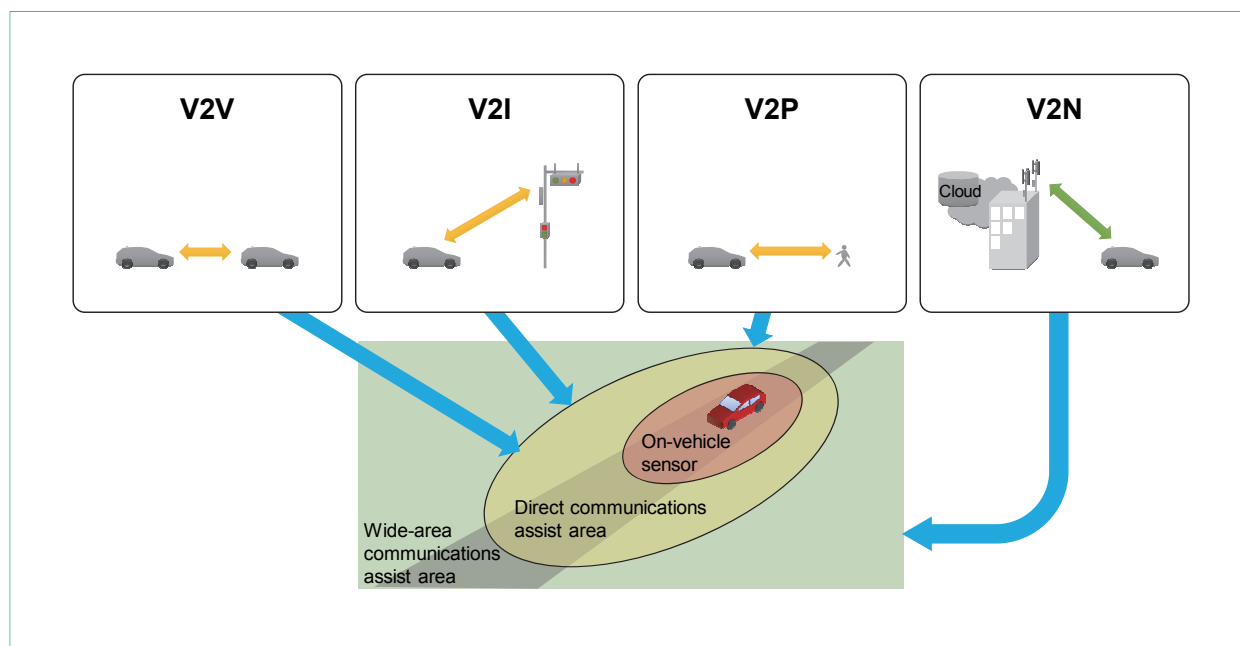 V2V
V2I
V2P
V2N
Cloud
On-vehicle
sensor
Direct communications
assist area
Wide-area
communications
assist area